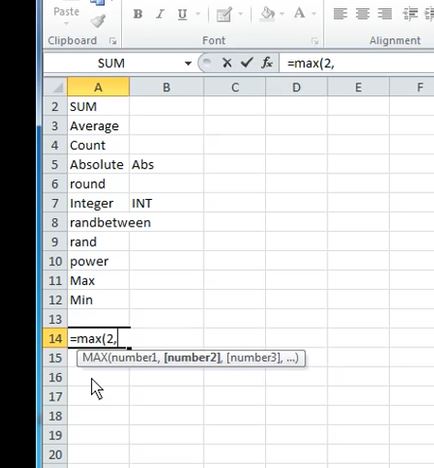 Paste
B I U A
Clipboard Font Alignment
SUM =max(2,
A B C D E F
2 SUM
3 Average
4 Count
5 Absolute Abs
6 round
7 Integer INT
8 randbetween
9 rand
10 power
11 Max
12 Min
13
14 =max(2,
15 MAX(number1, [number2], [number3], ...)
16
17
18
19
20